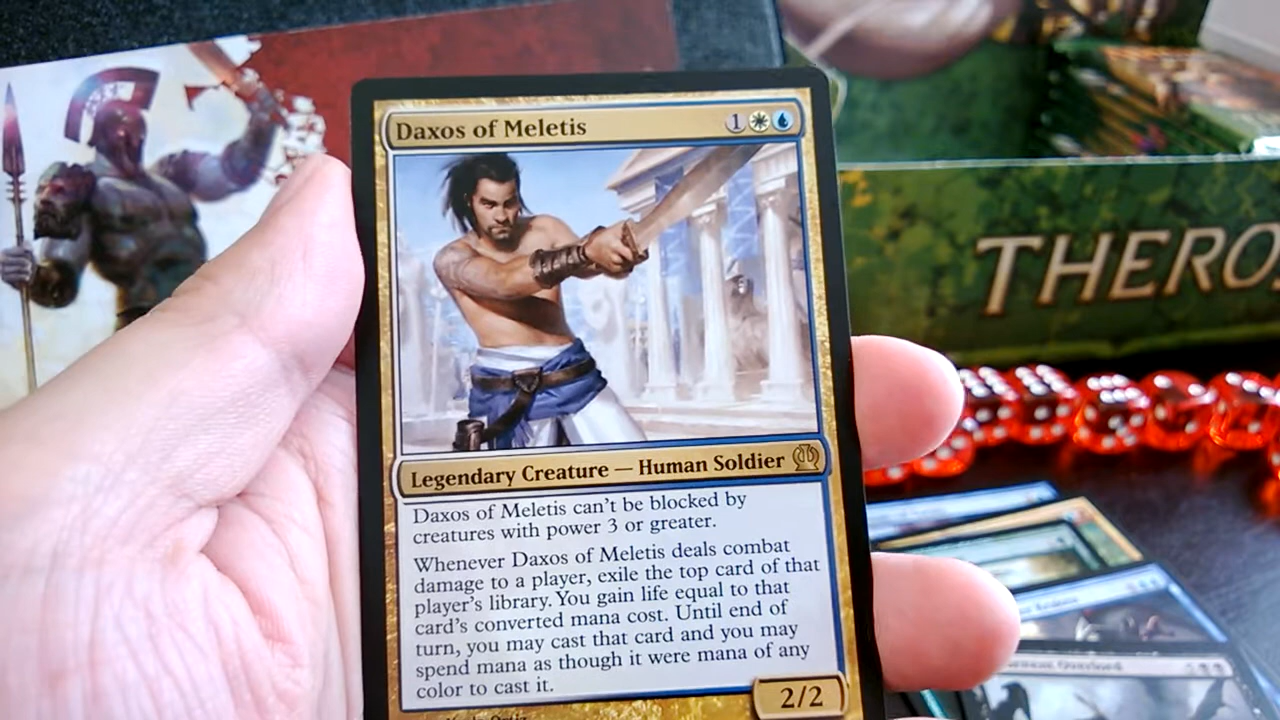 Daxos of Meletis 1
THERO
Legendary Creature — Human Soldier
Daxos of Meletis can't be blocked by
creatures with power 3 or greater.
Whenever Daxos of Meletis deals combat
damage to a player, exile the top card of that
player's library. You gain life equal to that
card's converted mana cost. Until end of
turn, you may cast that card and you may
spend mana as though it were mana of any
color to cast it.
2/2